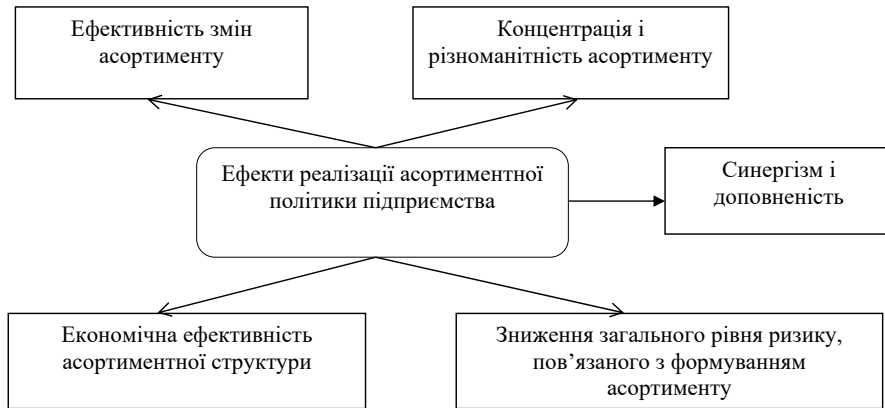 Ефективність змін
асортименту
Концентрація і
різноманітність асортименту
Ефекти реалізації асортиментної
політики підприємства
Синергізм і
доповненість
Економічна ефективність
асортиментної структури
Зниження загального рівня ризику,
пов’язаного з формуванням
асортименту